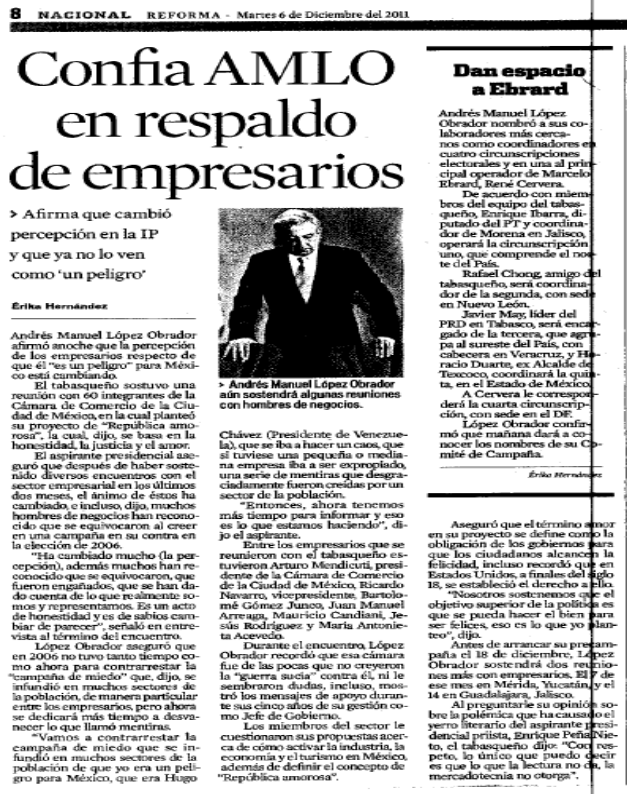 8 NACIONAL REFORMA - Martes 6 de Diciembre del 2011
Confia AMLO
en respaldo
de empresarios
> Afirma que cambió
percepción en la IP
y que ya no lo ven
como 'un peligro'
Érika Hernández
Andrés Manuel López Obrador
afirmó anoche que la percepción
de los empresarios respecto de
que él "es un peligro" para Méxi-
co está cambiando.
El tabasqueño sostuvo una
reunión con 60 integrantes de la
Cámara de Comercio de la Ciu-
dad de México, en la cual planteó
su proyecto de "República amo-
rosa", la cual, dijo, se basa en la
honestidad, la justicia y el amor.
El aspirante presidencial ase-
guró que después de haber soste-
nido diversos encuentros con el
sector empresarial en los últimos
dos meses, el ánimo de éstos ha
cambiado, e incluso, dijo, muchos
hombres de negocios han recono-
cido que se equivocaron al creer
en una campaña en su contra en
la elección de 2006.
"Ha cambiado mucho (la per-
cepción), además muchos han re-
conocido que se equivocaron, que
fueron engañados, que se han da-
do cuenta de lo que realmente so-
mos y representamos. Es un acto
de honestidad y es de sabios cam-
biar de parecer", señaló en entre-
vista al término del encuentro.
López Obrador aseguró que
en 2006 no tuvo tanto tiempo co-
mo ahora para contrarrestar la
"campaña de miedo" que, dijo, se
infundió en muchos sectores de
la población, de manera particular
entre los empresarios, pero ahora
se dedicará más tiempo a desva-
necer lo que llamó mentiras.
"Vamos a contrarrestar la
campaña de miedo que se in-
fundió en muchos sectores de la
población de que yo era un peli-
gro para México, que era Hugo
> Andrés Manuel López Obrador
aún sostendrá algunas reuniones
con hombres de negocios.
Chávez (Presidente de Venezue-
la), que se iba a hacer un caos, que
si tuviese una pequeña o media-
na empresa iba a ser expropiado,
una serie de mentiras que desgra-
ciadamente fueron creídas por un
sector de la población.
"Entonces, ahora tenemos
más tiempo para informar y eso
es lo que estamos haciendo", di-
jo el aspirante.
Entre los empresarios que se
reunieron con el tabasqueño es-
tuvieron Arturo Mendicuti, presi-
dente de la Cámara de Comercio
de la Ciudad de México, Ricardo
Navarro, vicepresidente, Bartolo-
mé Gómez Junco, Juan Manuel
Arreaga, Mauricio Candiani, Je-
sús Rodríguez y María Antonie-
ta Acevedo.
Durante el encuentro, López
Obrador recordó que esa cámara
fue de las pocas que no creyeron
la "guerra sucia" contra él, ni le
sembraron dudas, incluso, mos-
tró los mensajes de apoyo duran-
te sus cinco años de su gestión co-
mo Jefe de Gobierno.
Los miembros del sector le
cuestionaron sus propuestas acer-
ca de cómo activar la industria, la
economía y el turismo en México,
además de definir el concepto de
"República amorosa".
Dan espacio
a Ebrard
Andrés Manuel López
Obrador nombró a sus co-
laboradores más cerca-
nos como coordinadores en
cuatro circunscripciones
electorales y en una al prin-
cipal operador de Marcelo
Ebrard, René Cervera.
De acuerdo con miem-
bros del equipo del tabas-
queño, Enrique Ibarra, di-
putado del PT y coordina-
dor de Morena en Jalisco,
operará la circunscripción
uno, que comprende el nor-
te del País.
Rafael Chong, amigo del
tabasqueño, será coordina-
dor de la segunda, con sede
en Nuevo León.
Javier May, líder del
PRD en Tabasco, será encar-
gado de la tercera, que agru-
pa al sureste del País, con
cabecera en Veracruz, y Ho-
racio Duarte, ex Alcalde de
Texcoco, coordinará la quin-
ta, en el Estado de México.
A Cervera le correspon-
derá la cuarta circunscrip-
ción, con sede en el DF.
López Obrador confir-
mó que mañana dará a co-
nocer los nombres de su Co-
mité de Campaña.
Érika Hernández
Aseguró que el término amor
en su proyecto se define como la
obligación de los gobiernos para
que los ciudadanos alcancen la
felicidad, incluso recordó que en
Estados Unidos, a finales del siglo
18, se estableció el derecho a ello.
"Nosotros sostenemos que el
objetivo superior de la política es
que se pueda hacer el bien para
ser felices, eso es lo que yo plan-
teo", dijo.
Antes de arrancar su precam-
paña el 18 de diciembre, López
Obrador sostendrá dos reunio-
nes más con empresarios. El 7 de
ese mes en Mérida, Yucatán, y el
14 en Guadalajara, Jalisco.
Al preguntarle su opinión so-
bre la polémica que ha causado el
yerro literario del aspirante presi-
dencial priista, Enrique Peña Nie-
to, el tabasqueño dijo: "Con res-
peto, lo único que puedo decir
es que lo que la lectura no da, la
mercadotecnia no otorga".